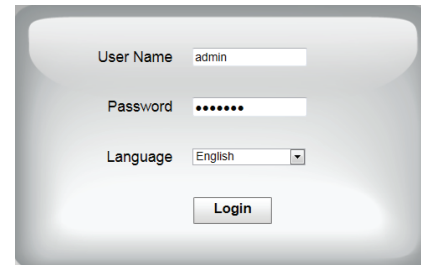 User Name admin
Password •••••••
Language English
Login